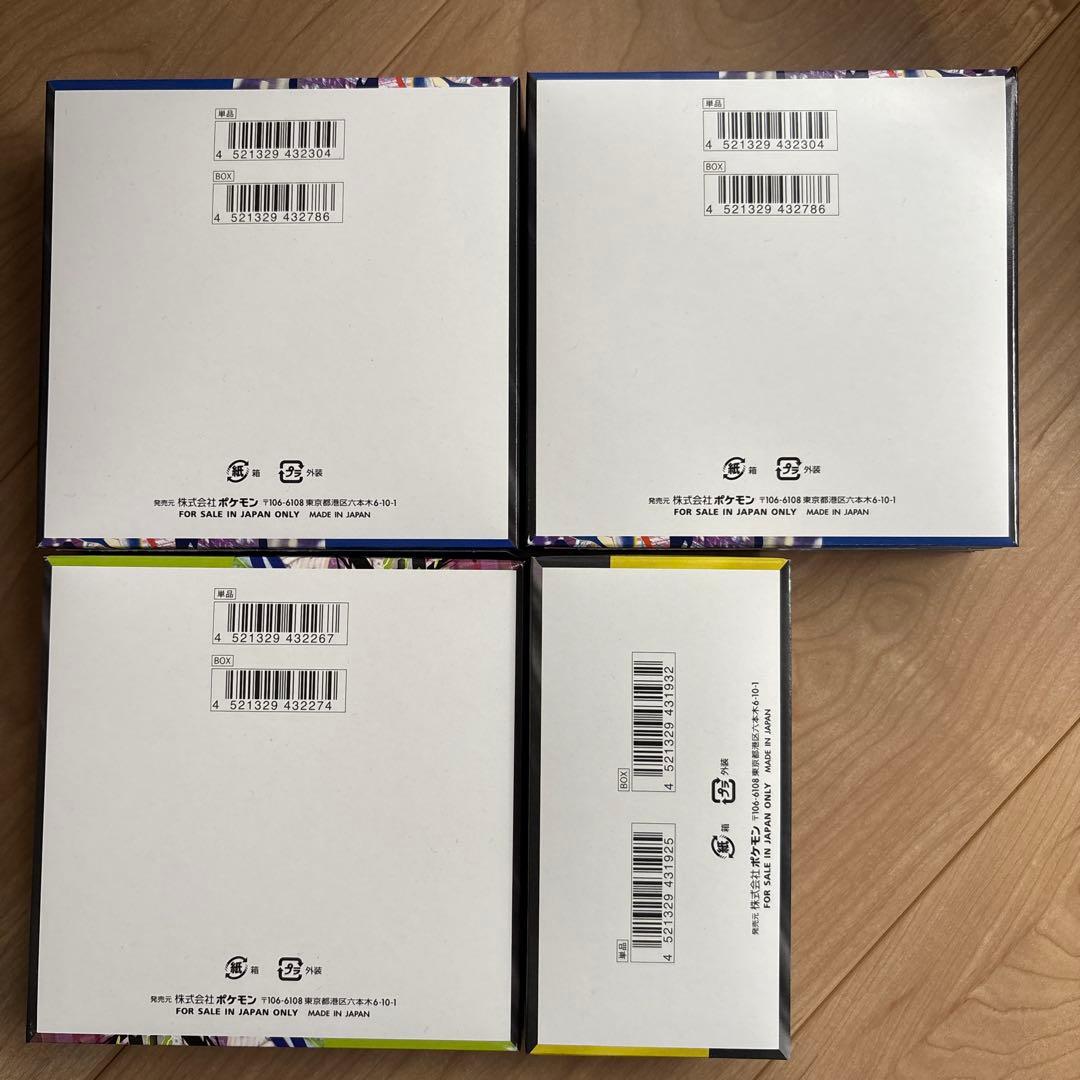 単品
4 521329 432304
BOX
4 521329 432786
紙 箱 プラ 外装
発売元 株式会社ポケモン 〒106-6108 東京都港区六本木6-10-1
FOR SALE IN JAPAN ONLY MADE IN JAPAN
単品
4 521329 432304
BOX
4 521329 432786
紙 箱 プラ 外装
発売元 株式会社ポケモン 〒106-6108 東京都港区六本木6-10-1
FOR SALE IN JAPAN ONLY MADE IN JAPAN
単品
4 521329 432267
BOX
4 521329 432274
紙 箱 プラ 外装
発売元 株式会社ポケモン 〒106-6108 東京都港区六本木6-10-1
FOR SALE IN JAPAN ONLY MADE IN JAPAN
単品
4 521329 431925
BOX
4 521329 431932
紙 箱 プラ 外装
発売元 株式会社ポケモン 〒106-6108 東京都港区六本木6-10-1
FOR SALE IN JAPAN ONLY MADE IN JAPAN